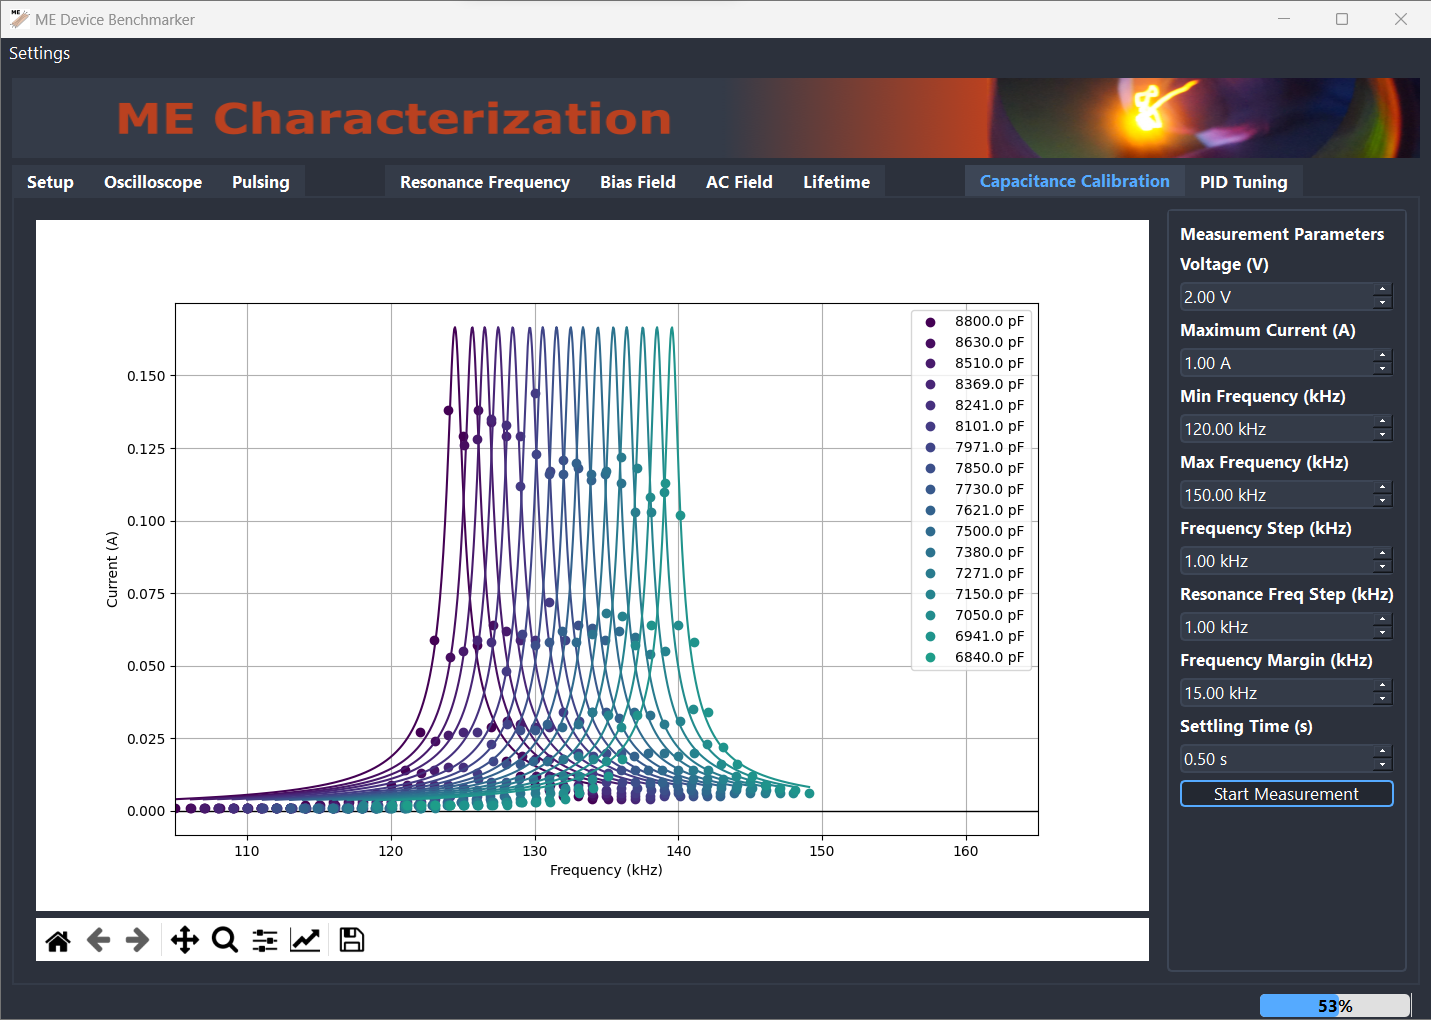 ME
ME Device Benchmarker
Settings
ME Characterization
Setup Oscilloscope Pulsing Resonance Frequency Bias Field AC Field Lifetime Capacitance Calibration PID Tuning
0.150
0.125
0.100
0.075
0.050
0.025
0.000
Current (A)
110 120 130 140 150 160
Frequency (kHz)
8800.0 pF
8630.0 pF
8510.0 pF
8369.0 pF
8241.0 pF
8101.0 pF
7971.0 pF
7850.0 pF
7730.0 pF
7621.0 pF
7500.0 pF
7380.0 pF
7271.0 pF
7150.0 pF
7050.0 pF
6941.0 pF
6840.0 pF
Measurement Parameters
Voltage (V)
2.00 V
Maximum Current (A)
1.00 A
Min Frequency (kHz)
120.00 kHz
Max Frequency (kHz)
150.00 kHz
Frequency Step (kHz)
1.00 kHz
Resonance Freq Step (kHz)
1.00 kHz
Frequency Margin (kHz)
15.00 kHz
Settling Time (s)
0.50 s
Start Measurement
53%